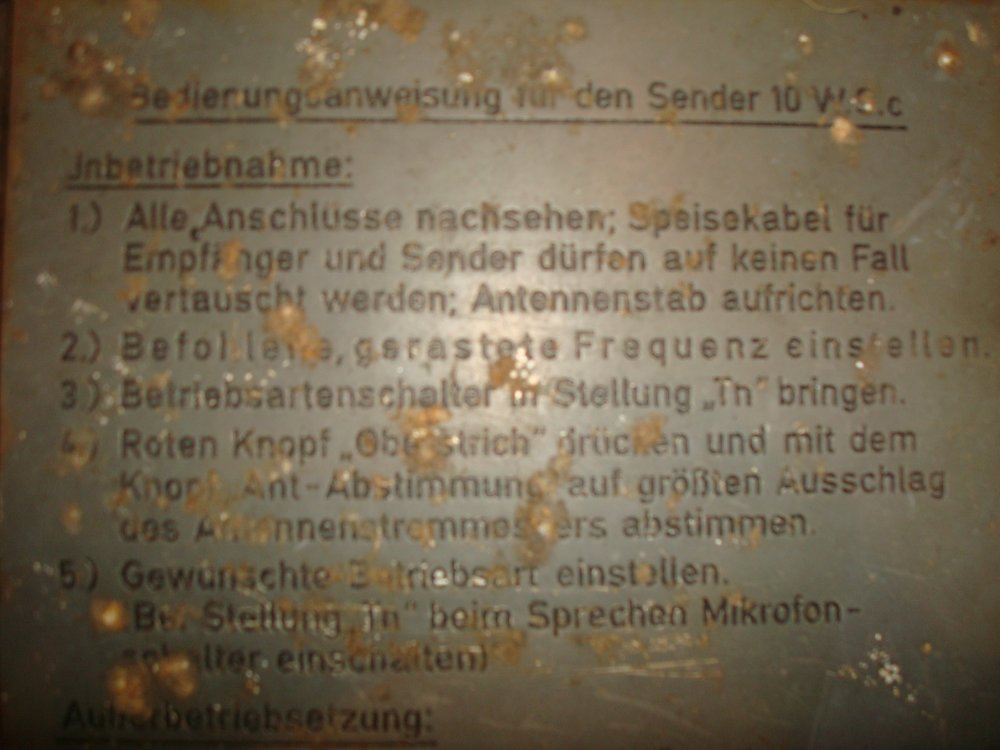 Bedienungsanweisung für den Sender 10 W.S.c
Jnbetriebnahme:
1.) Alle Anschlüsse nachsehen; Speisekabel für
Empfänger und Sender dürfen auf keinen Fall
vertauscht werden; Antennenstab aufrichten.
2.) Befohlene, gerastete Frequenz einstellen.
3.) Betriebsartenschalter in Stellung „Tn" bringen.
4.) Roten Knopf „Oberstrich" drücken und mit dem
Knopf „Ant-Abstimmung" auf größten Ausschlag
des Antennenstrommessers abstimmen.
5.) Gewünschte Betriebsart einstellen.
(Bei Stellung „Tn" beim Sprechen Mikrofon-
schalter einschalten)
Außerbetriebsetzung: